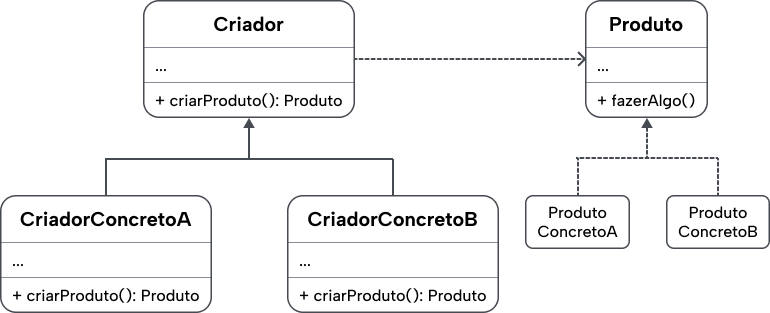 Criador
...
+ criarProduto(): Produto
Produto
...
+ fazerAlgo()
CriadorConcretoA
...
+ criarProduto(): Produto
CriadorConcretoB
...
+ criarProduto(): Produto
Produto
ConcretoA
Produto
ConcretoB